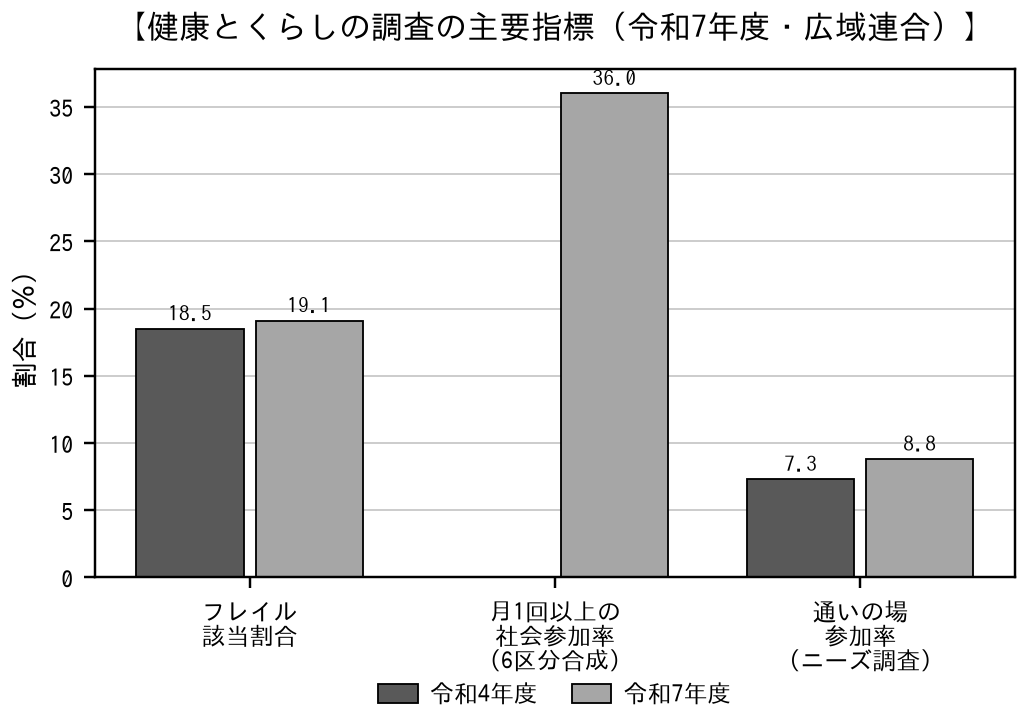 【健康とくらしの調査の主要指標（令和7年度・広域連合）】
割合（%）
35
30
25
20
15
10
5
0
18.5
19.1
36.0
7.3
8.8
フレイル
該当割合
月1回以上の
社会参加率
（6区分合成）
通いの場
参加率
（ニーズ調査）
令和4年度
令和7年度